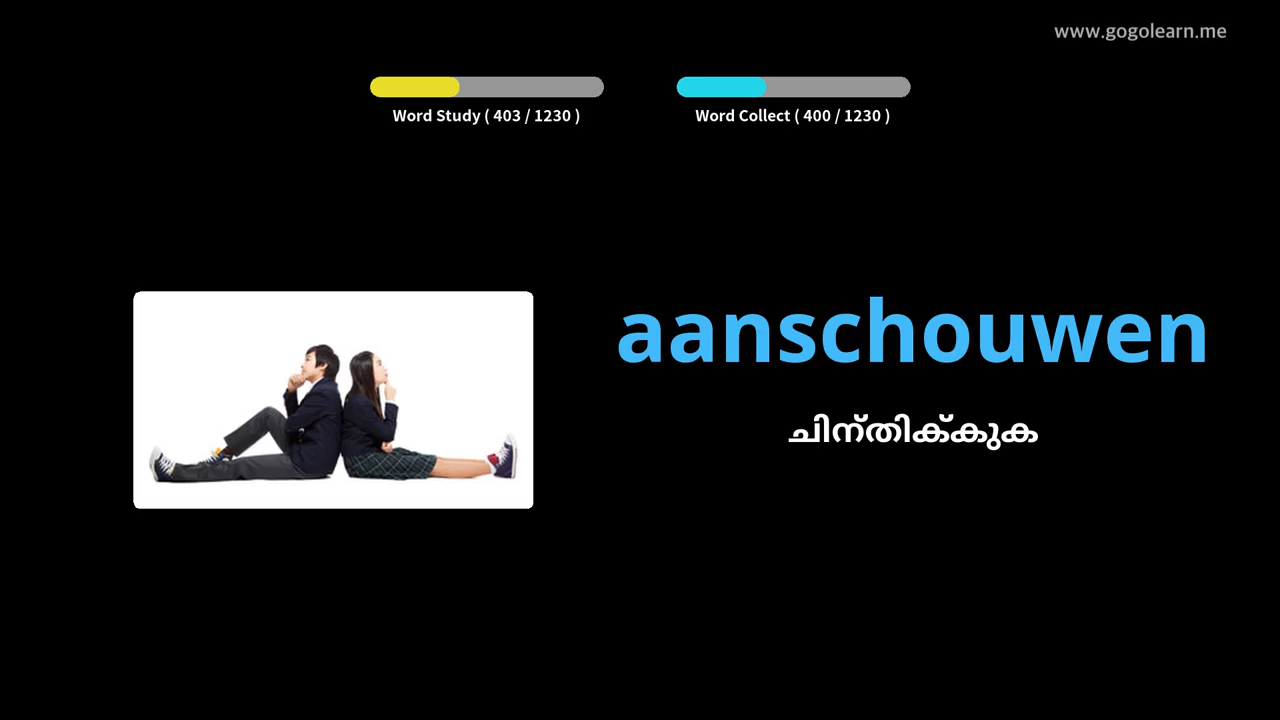 www.gogolearn.me
Word Study ( 403 / 1230 )
Word Collect ( 400 / 1230 )
aanschouwen
ചിന്തിക്കുക